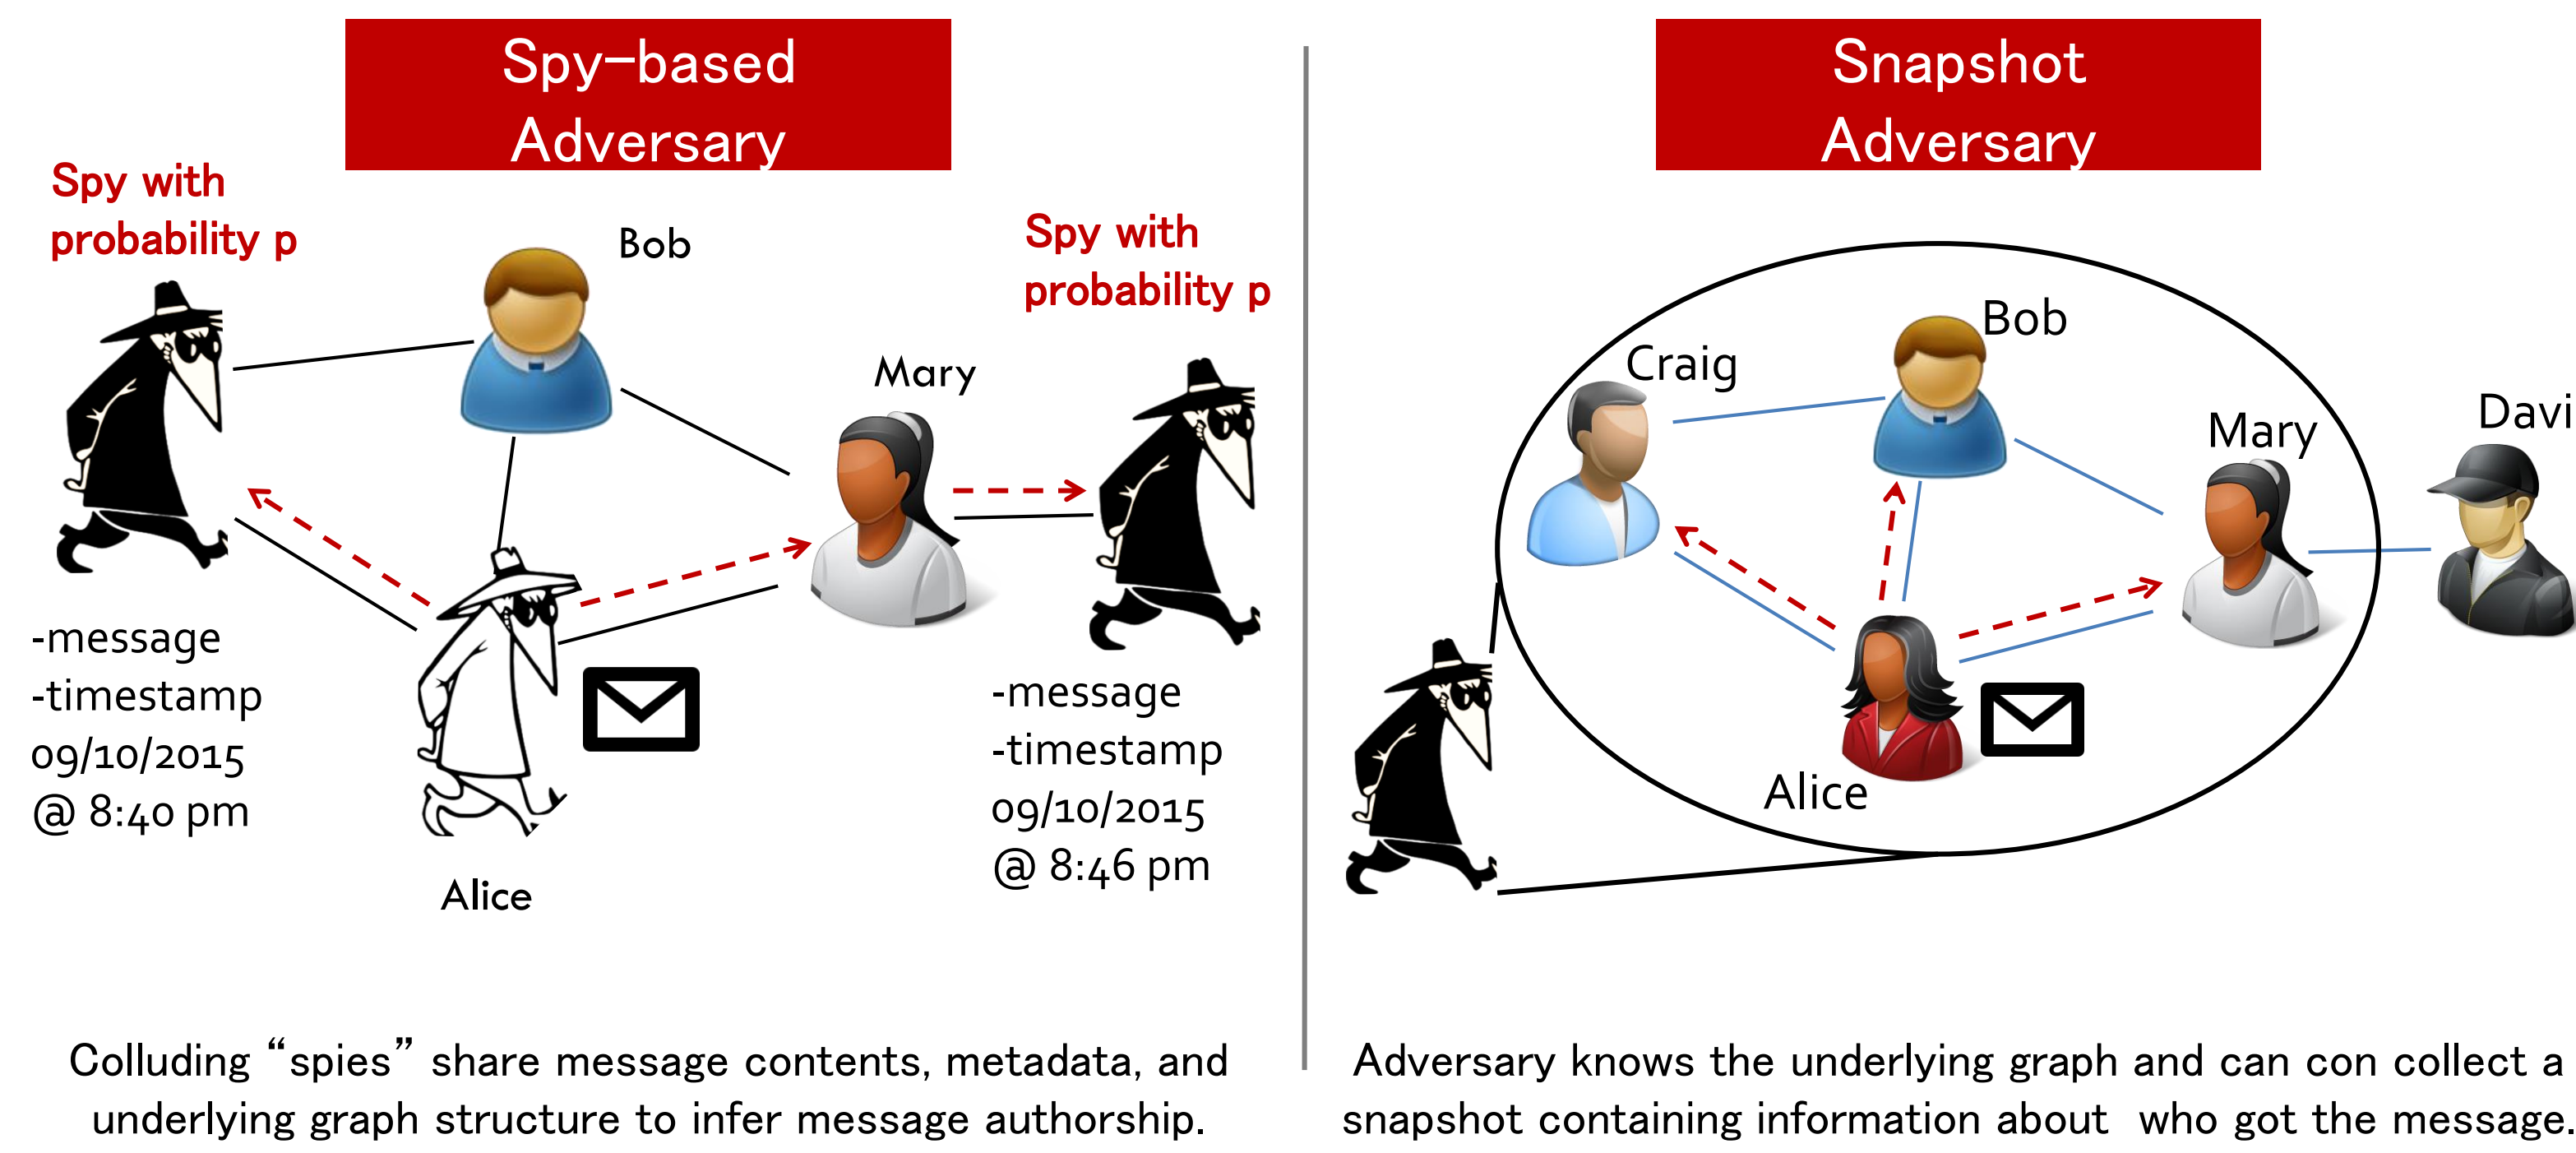 Spy-based
Adversary
Spy with
probability p
Bob
Spy with
probability p
Mary
-message
-timestamp
09/10/2015
@ 8:40 pm
Alice
-message
-timestamp
09/10/2015
@ 8:46 pm
Colluding “spies” share message contents, metadata, and
underlying graph structure to infer message authorship.
Snapshot
Adversary
Craig
Bob
Mary
Davi
Alice
Adversary knows the underlying graph and can con collect a
snapshot containing information about who got the message.